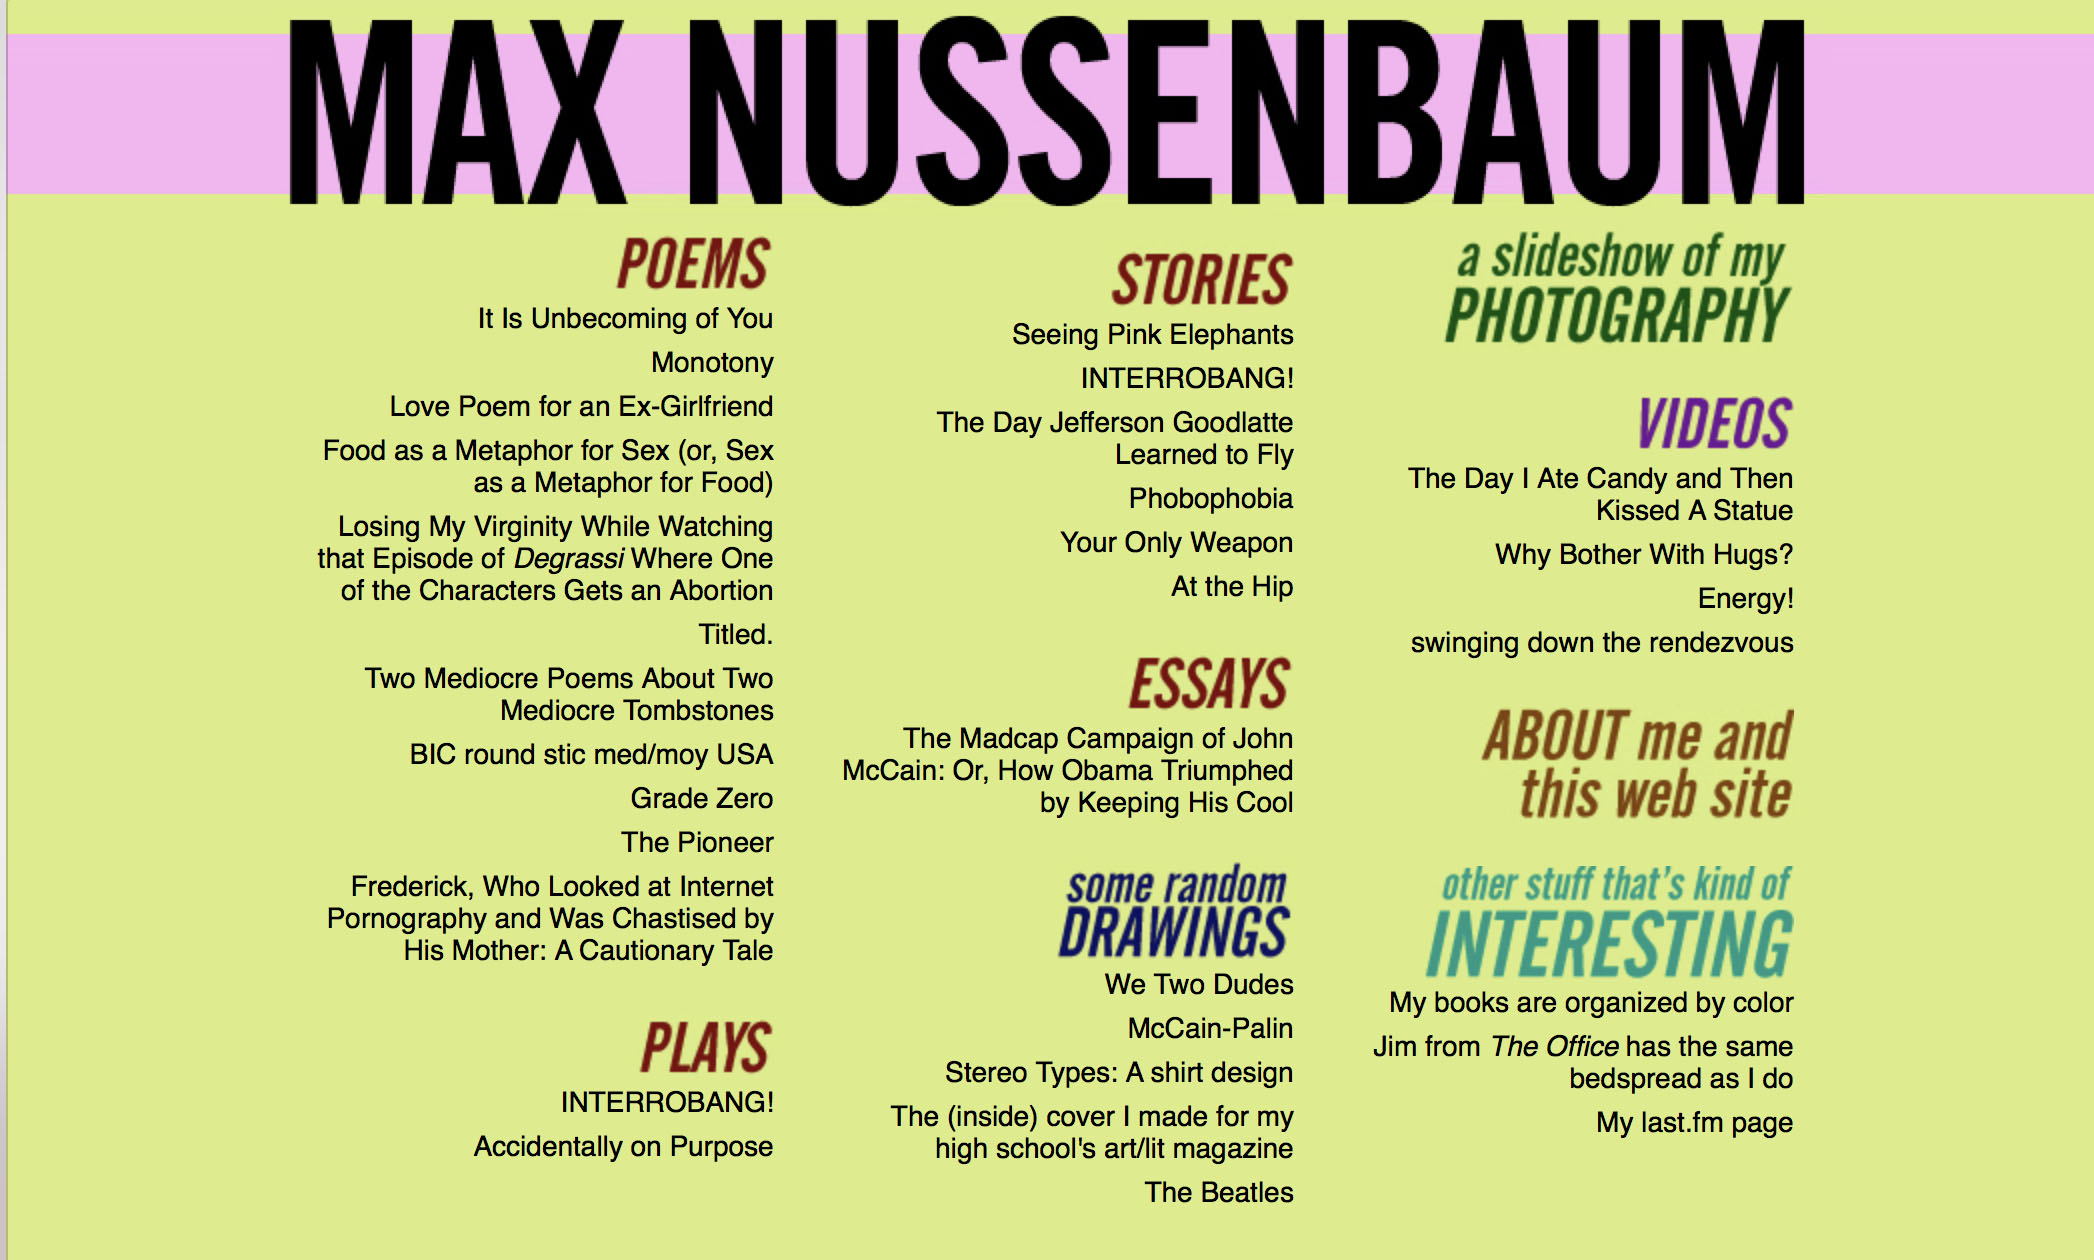 MAX NUSSENBAUM
POEMS
It Is Unbecoming of You
Monotony
Love Poem for an Ex-Girlfriend
Food as a Metaphor for Sex (or, Sex
as a Metaphor for Food)
Losing My Virginity While Watching
that Episode of Degrassi Where One
of the Characters Gets an Abortion
Titled.
Two Mediocre Poems About Two
Mediocre Tombstones
BIC round stic med/moy USA
Grade Zero
The Pioneer
Frederick, Who Looked at Internet
Pornography and Was Chastised by
His Mother: A Cautionary Tale
PLAYS
INTERROBANG!
Accidentally on Purpose
STORIES
Seeing Pink Elephants
INTERROBANG!
The Day Jefferson Goodlatte
Learned to Fly
Phobophobia
Your Only Weapon
At the Hip
ESSAYS
The Madcap Campaign of John
McCain: Or, How Obama Triumphed
by Keeping His Cool
some random
DRAWINGS
We Two Dudes
McCain-Palin
Stereo Types: A shirt design
The (inside) cover I made for my
high school's art/lit magazine
The Beatles
a slideshow of my
PHOTOGRAPHY
VIDEOS
The Day I Ate Candy and Then
Kissed A Statue
Why Bother With Hugs?
Energy!
swinging down the rendezvous
ABOUT me and
this web site
other stuff that's kind of
INTERESTING
My books are organized by color
Jim from The Office has the same
bedspread as I do
My last.fm page